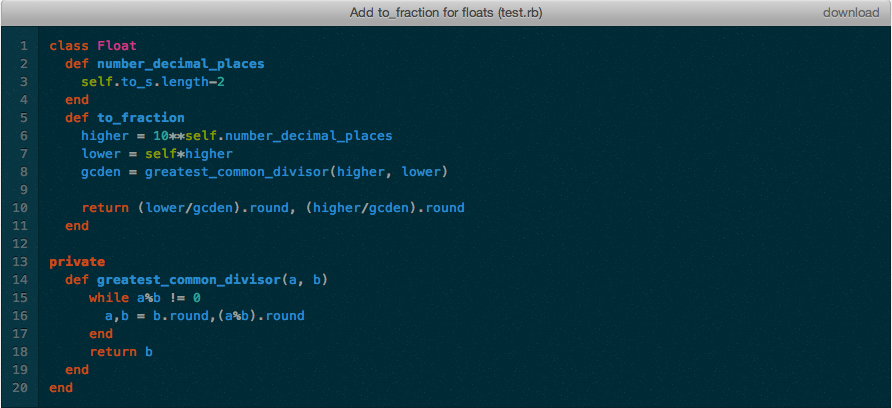 Add to_fraction for floats (test.rb)
download
1 class Float
2   def number_decimal_places
3     self.to_s.length-2
4   end
5   def to_fraction
6     higher = 10**self.number_decimal_places
7     lower = self*higher
8     gcden = greatest_common_divisor(higher, lower)
9
10     return (lower/gcden).round, (higher/gcden).round
11   end
12
13 private
14   def greatest_common_divisor(a, b)
15      while a%b != 0
16        a,b = b.round,(a%b).round
17      end
18      return b
19   end
20 end